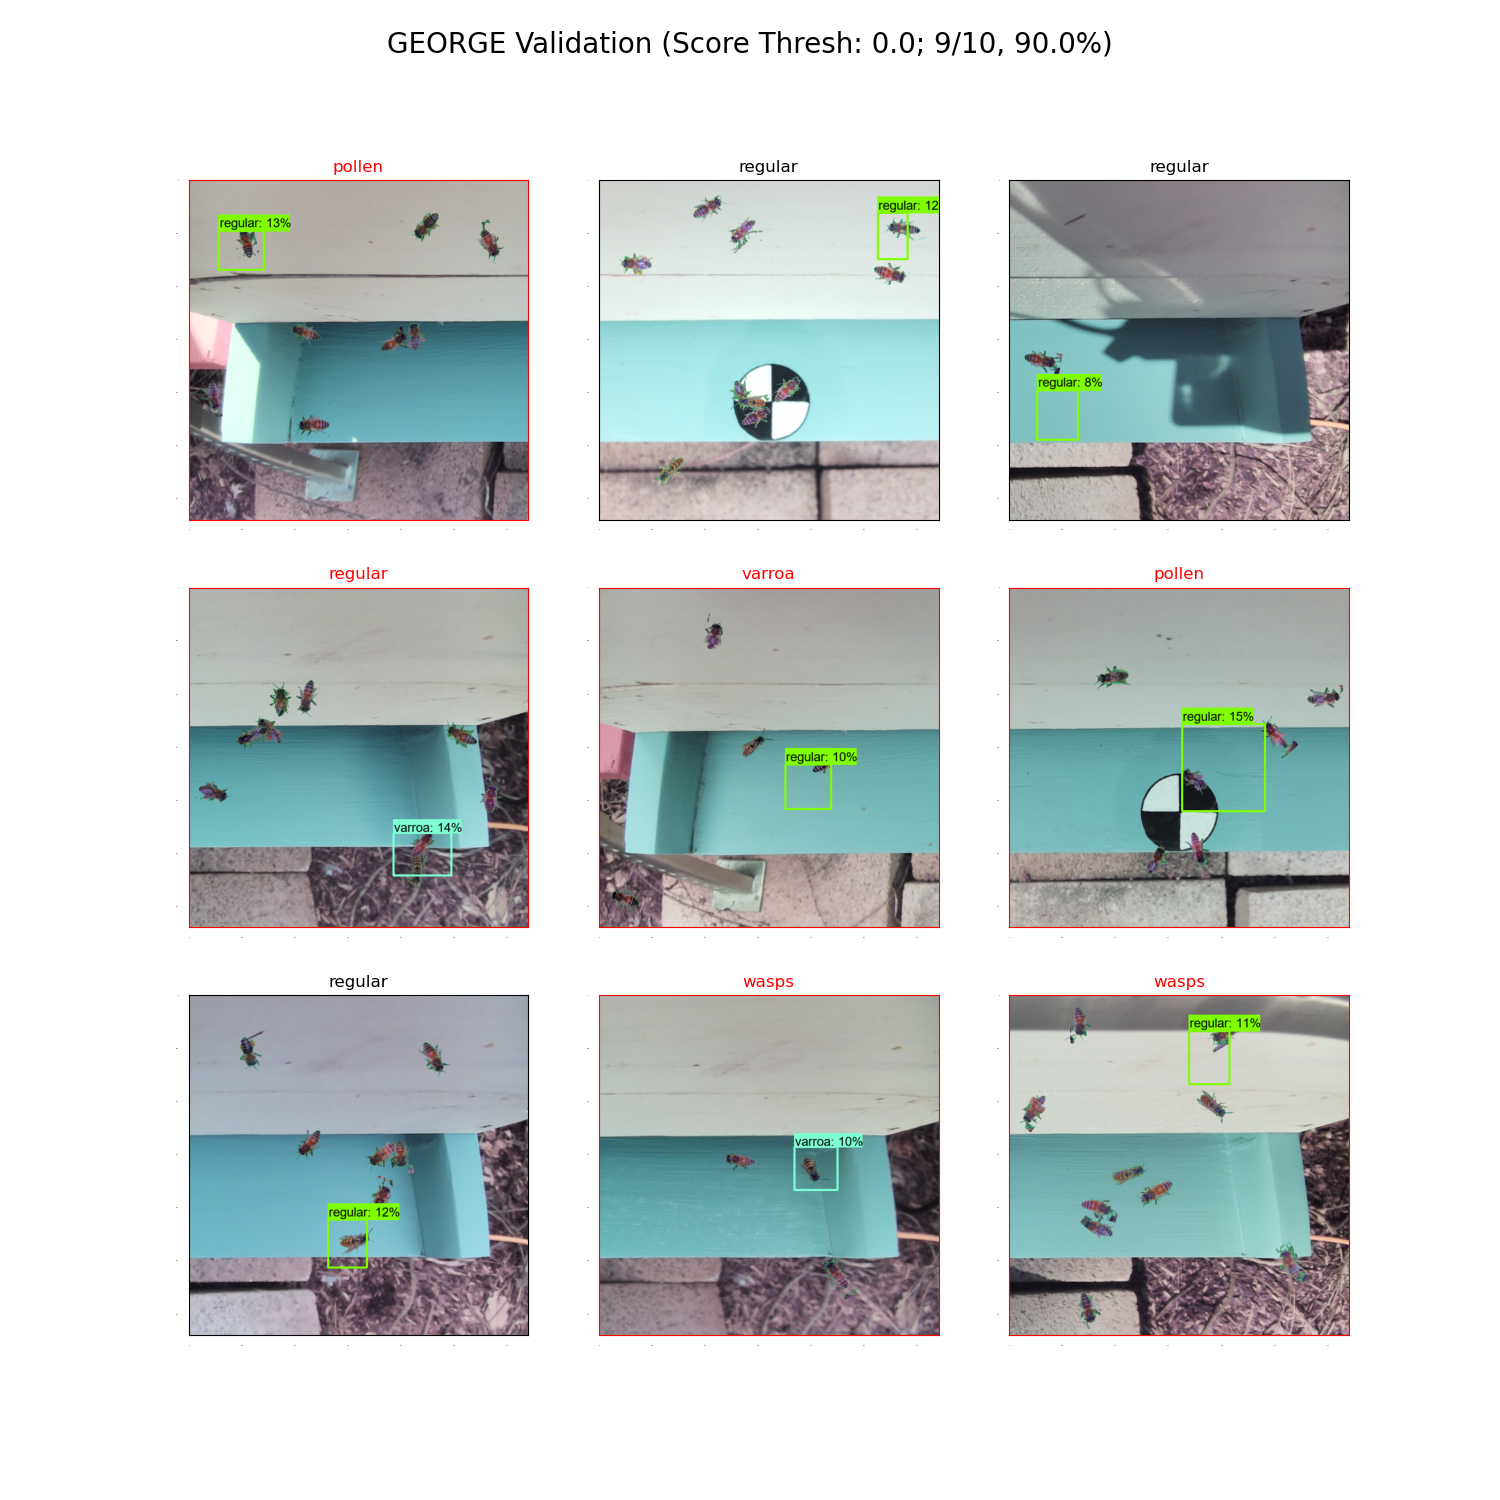 GEORGE Validation (Score Thresh: 0.0; 9/10, 90.0%)
pollen
regular
regular
regular: 13%
regular: 12
regular: 8%
regular
varroa
pollen
varroa: 14%
regular: 10%
regular: 15%
regular
wasps
wasps
regular: 12%
varroa: 10%
regular: 11%